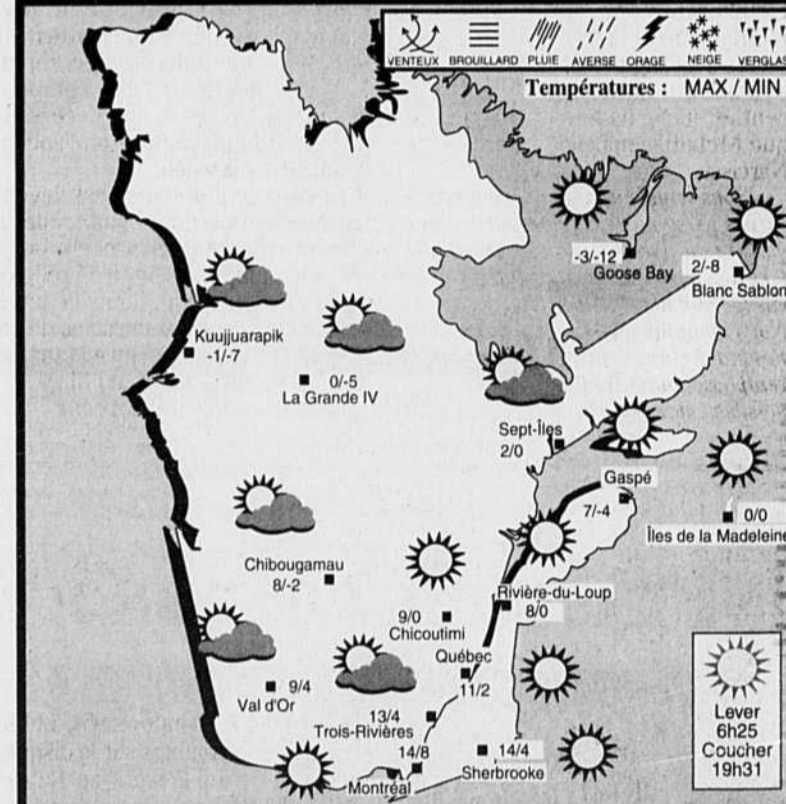 VENTEUX BROUILLARD PLUIE AVERSE ORAGE NEIGE VERGLAS
Températures : MAX / MIN
-3/-12
Goose Bay
2/-8
Blanc Sablon
Kuujjuarapik
-1/-7
0/-5
La Grande IV
Sept-Îles
2/0
Gaspé
7/-4
0/0
Îles de la Madeleine
Chibougamau
8/-2
Rivière-du-Loup
8/0
9/0
Chicoutimi
Québec
11/2
9/4
Val d'Or
13/4
Trois-Rivières
14/8
Montréal
14/4
Sherbrooke
Lever
6h25
Coucher
19h31